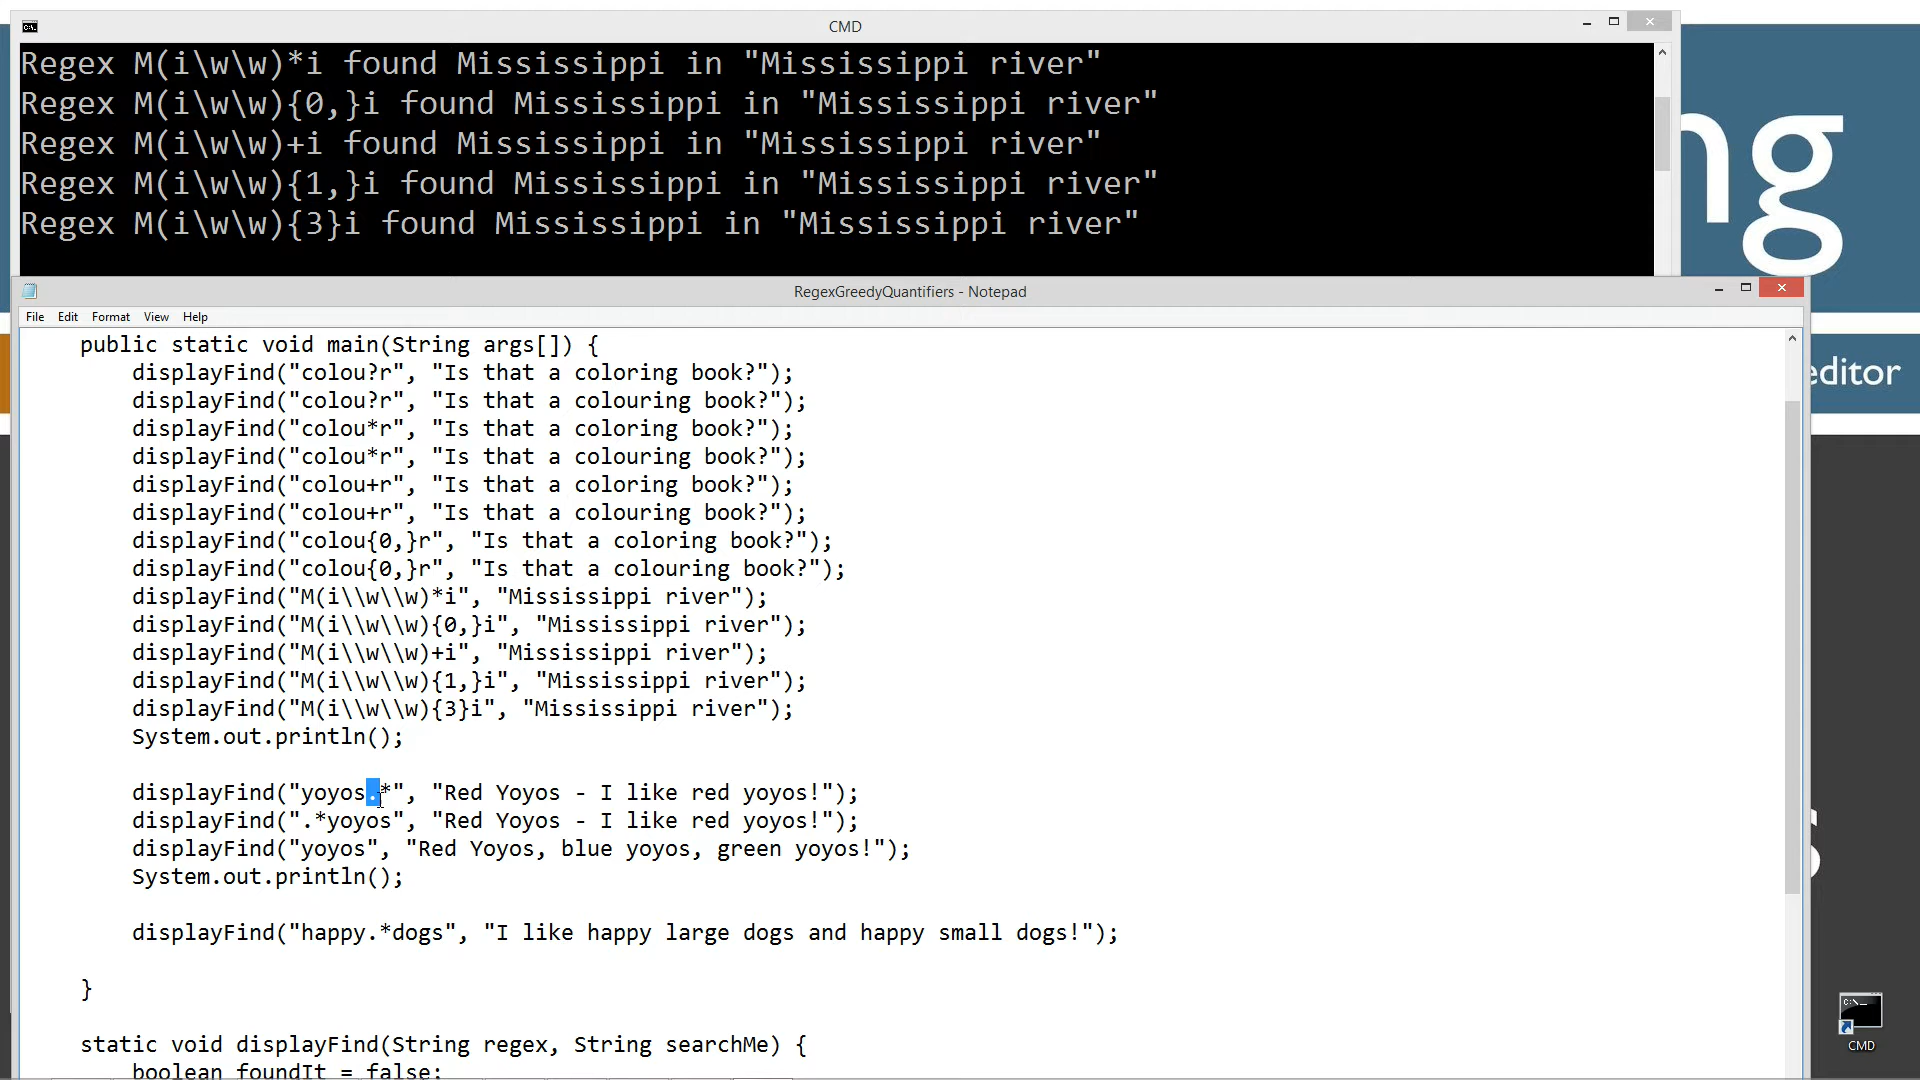 CMD
Regex M(i\w\w)*i found Mississippi in "Mississippi river"
Regex M(i\w\w){0,}i found Mississippi in "Mississippi river"
Regex M(i\w\w)+i found Mississippi in "Mississippi river"
Regex M(i\w\w){1,}i found Mississippi in "Mississippi river"
Regex M(i\w\w){3}i found Mississippi in "Mississippi river"
ng
RegexGreedyQuantifiers - Notepad
File Edit Format View Help
editor
public static void main(String args[]) {
displayFind("colou?r", "Is that a coloring book?");
displayFind("colou?r", "Is that a colouring book?");
displayFind("colou*r", "Is that a coloring book?");
displayFind("colou*r", "Is that a colouring book?");
displayFind("colou+r", "Is that a coloring book?");
displayFind("colou+r", "Is that a colouring book?");
displayFind("colou{0,}r", "Is that a coloring book?");
displayFind("colou{0,}r", "Is that a colouring book?");
displayFind("M(i\\w\\w)*i", "Mississippi river");
displayFind("M(i\\w\\w){0,}i", "Mississippi river");
displayFind("M(i\\w\\w)+i", "Mississippi river");
displayFind("M(i\\w\\w){1,}i", "Mississippi river");
displayFind("M(i\\w\\w){3}i", "Mississippi river");
System.out.println();
displayFind("yoyos.*", "Red Yoyos - I like red yoyos!");
displayFind(".*yoyos", "Red Yoyos - I like red yoyos!");
displayFind("yoyos", "Red Yoyos, blue yoyos, green yoyos!");
System.out.println();
displayFind("happy.*dogs", "I like happy large dogs and happy small dogs!");
}
static void displayFind(String regex, String searchMe) {
boolean foundIt = false;
CMD